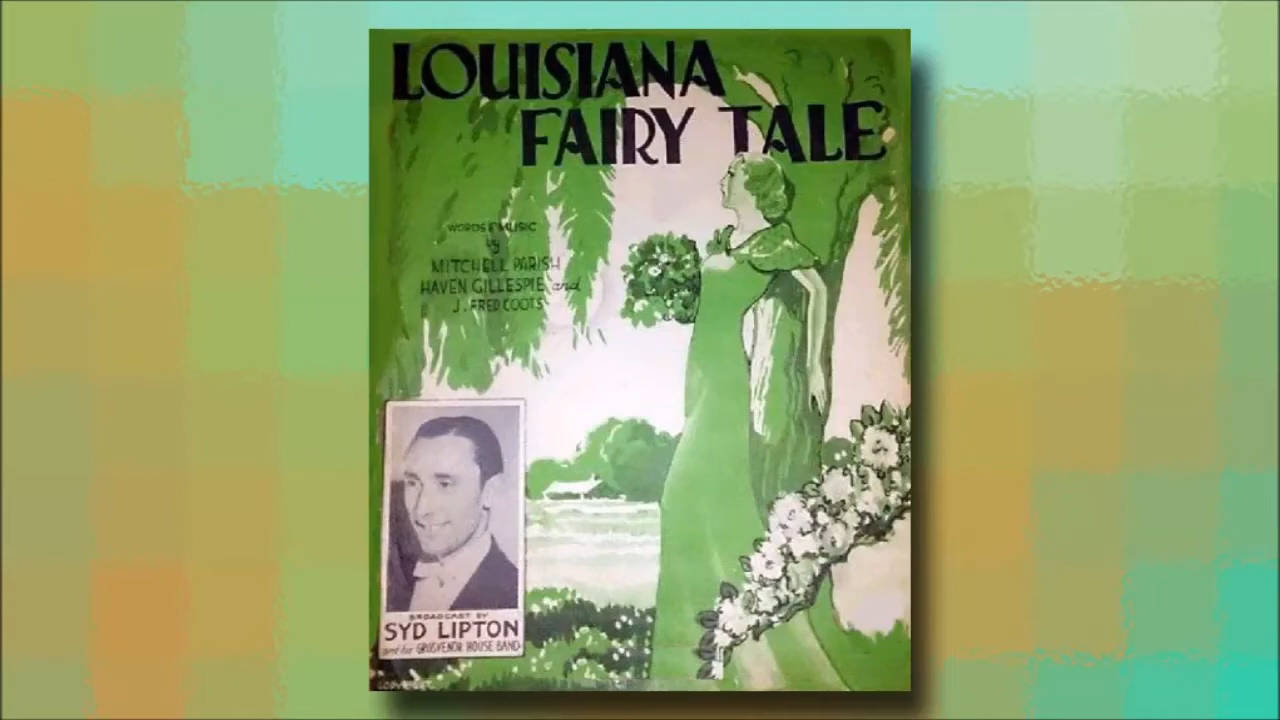 LOUISIANA
FAIRY TALE
WORDS & MUSIC
by
MITCHELL PARISH
HAVEN GILLESPIE and
J. FRED COOTS
BROADCAST BY
SYD LIPTON
and his GROSVENOR HOUSE BAND